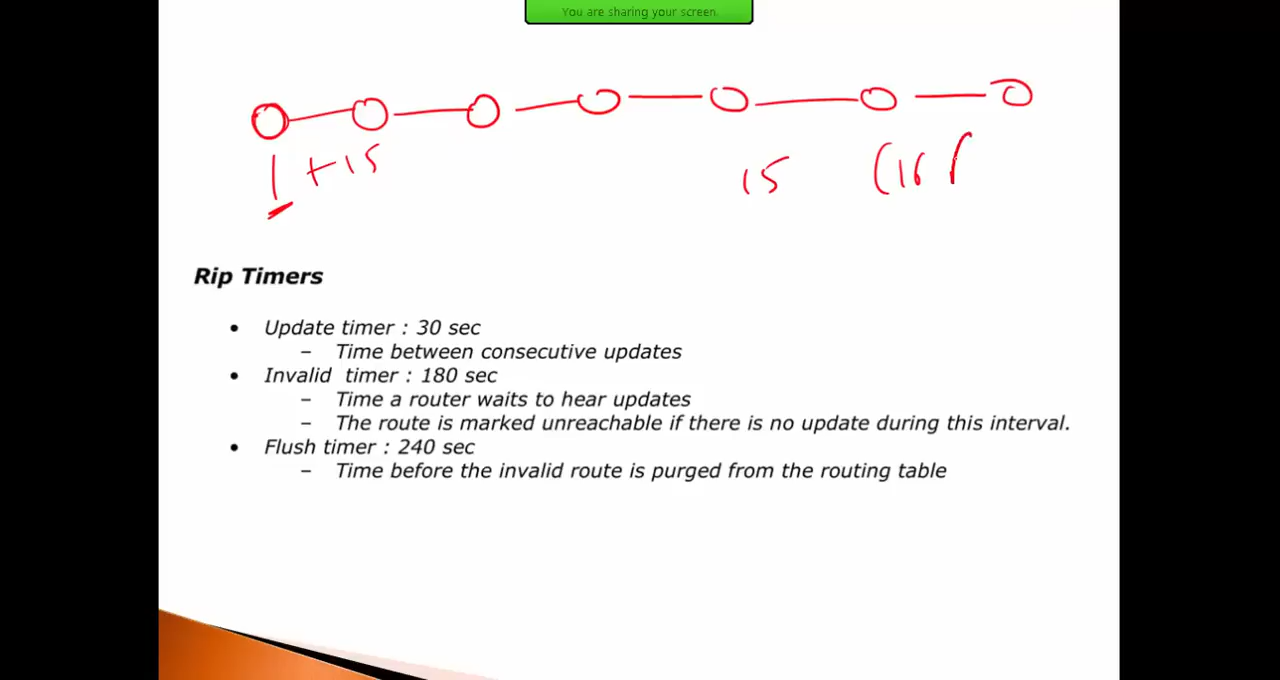 You are sharing your screen.
1 + 15
15
(16
Rip Timers
• Update timer : 30 sec
– Time between consecutive updates
• Invalid timer : 180 sec
– Time a router waits to hear updates
– The route is marked unreachable if there is no update during this interval.
• Flush timer : 240 sec
– Time before the invalid route is purged from the routing table